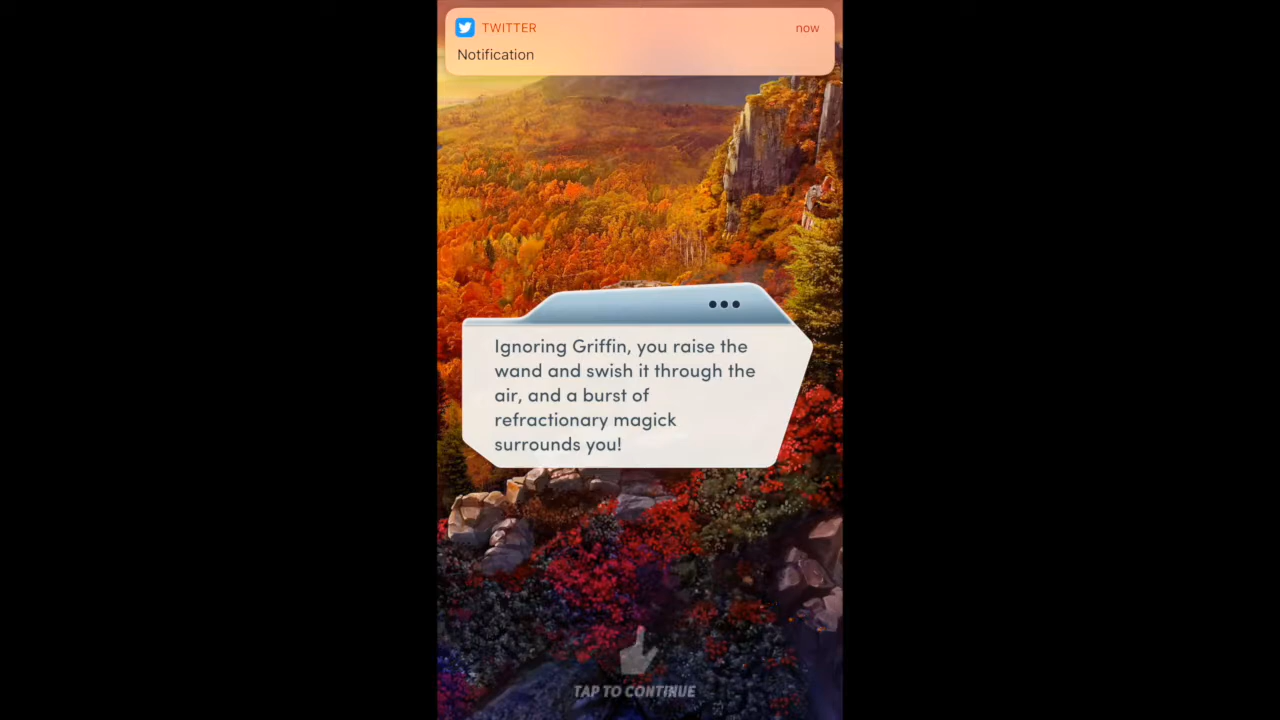 TWITTER
now
Notification
Ignoring Griffin, you raise the
wand and swish it through the
air, and a burst of
refractionary magick
surrounds you!
TAP TO CONTINUE